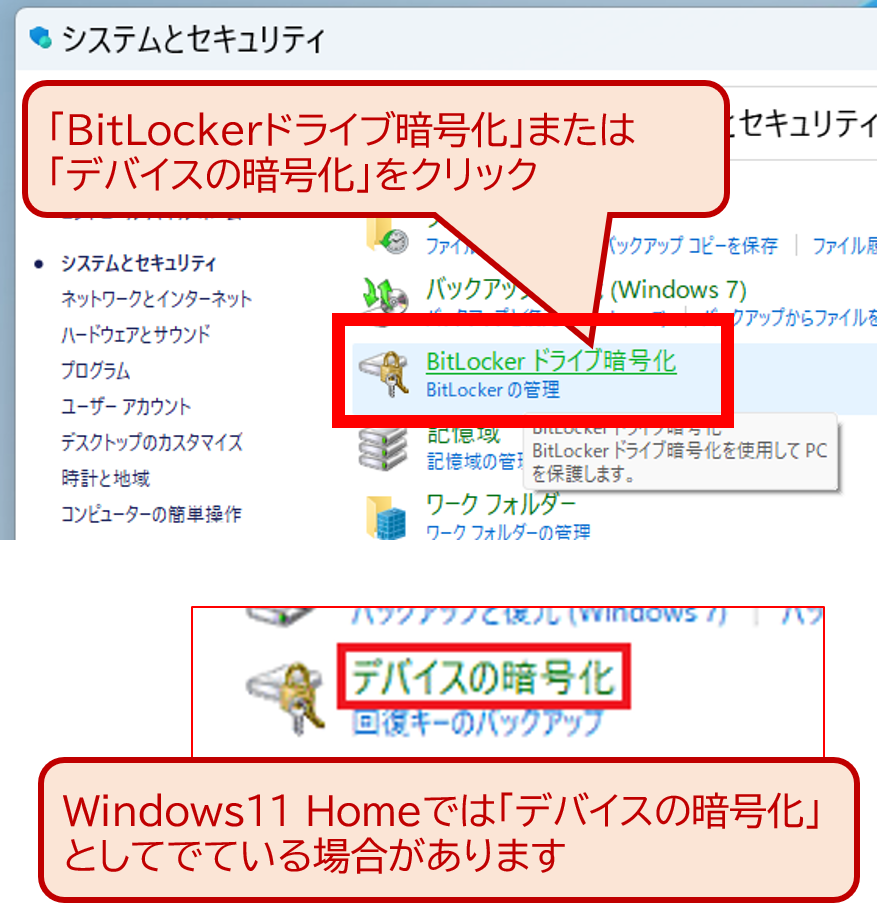 システムとセキュリティ
「BitLockerドライブ暗号化」または
「デバイスの暗号化」をクリック
とセキュリティ
ファイル
バックアップ コピーを保存
ファイル履
システムとセキュリティ
ネットワークとインターネット
ハードウェアとサウンド
プログラム
ユーザー アカウント
デスクトップのカスタマイズ
時計と地域
コンピューターの簡単操作
バックアップ
(Windows 7)
バックアップからファイルを
BitLocker ドライブ暗号化
BitLocker の管理
BitLocker ドライブ暗号化
BitLocker ドライブ暗号化を使用して PC
を保護します。
記憶域
記憶域の管理
ワーク フォルダー
ワーク フォルダーの管理
バックアップと復元 (Windows 7)
バッ
デバイスの暗号化
回復キーのバックアップ
Windows11 Homeでは「デバイスの暗号化」
としてでている場合があります